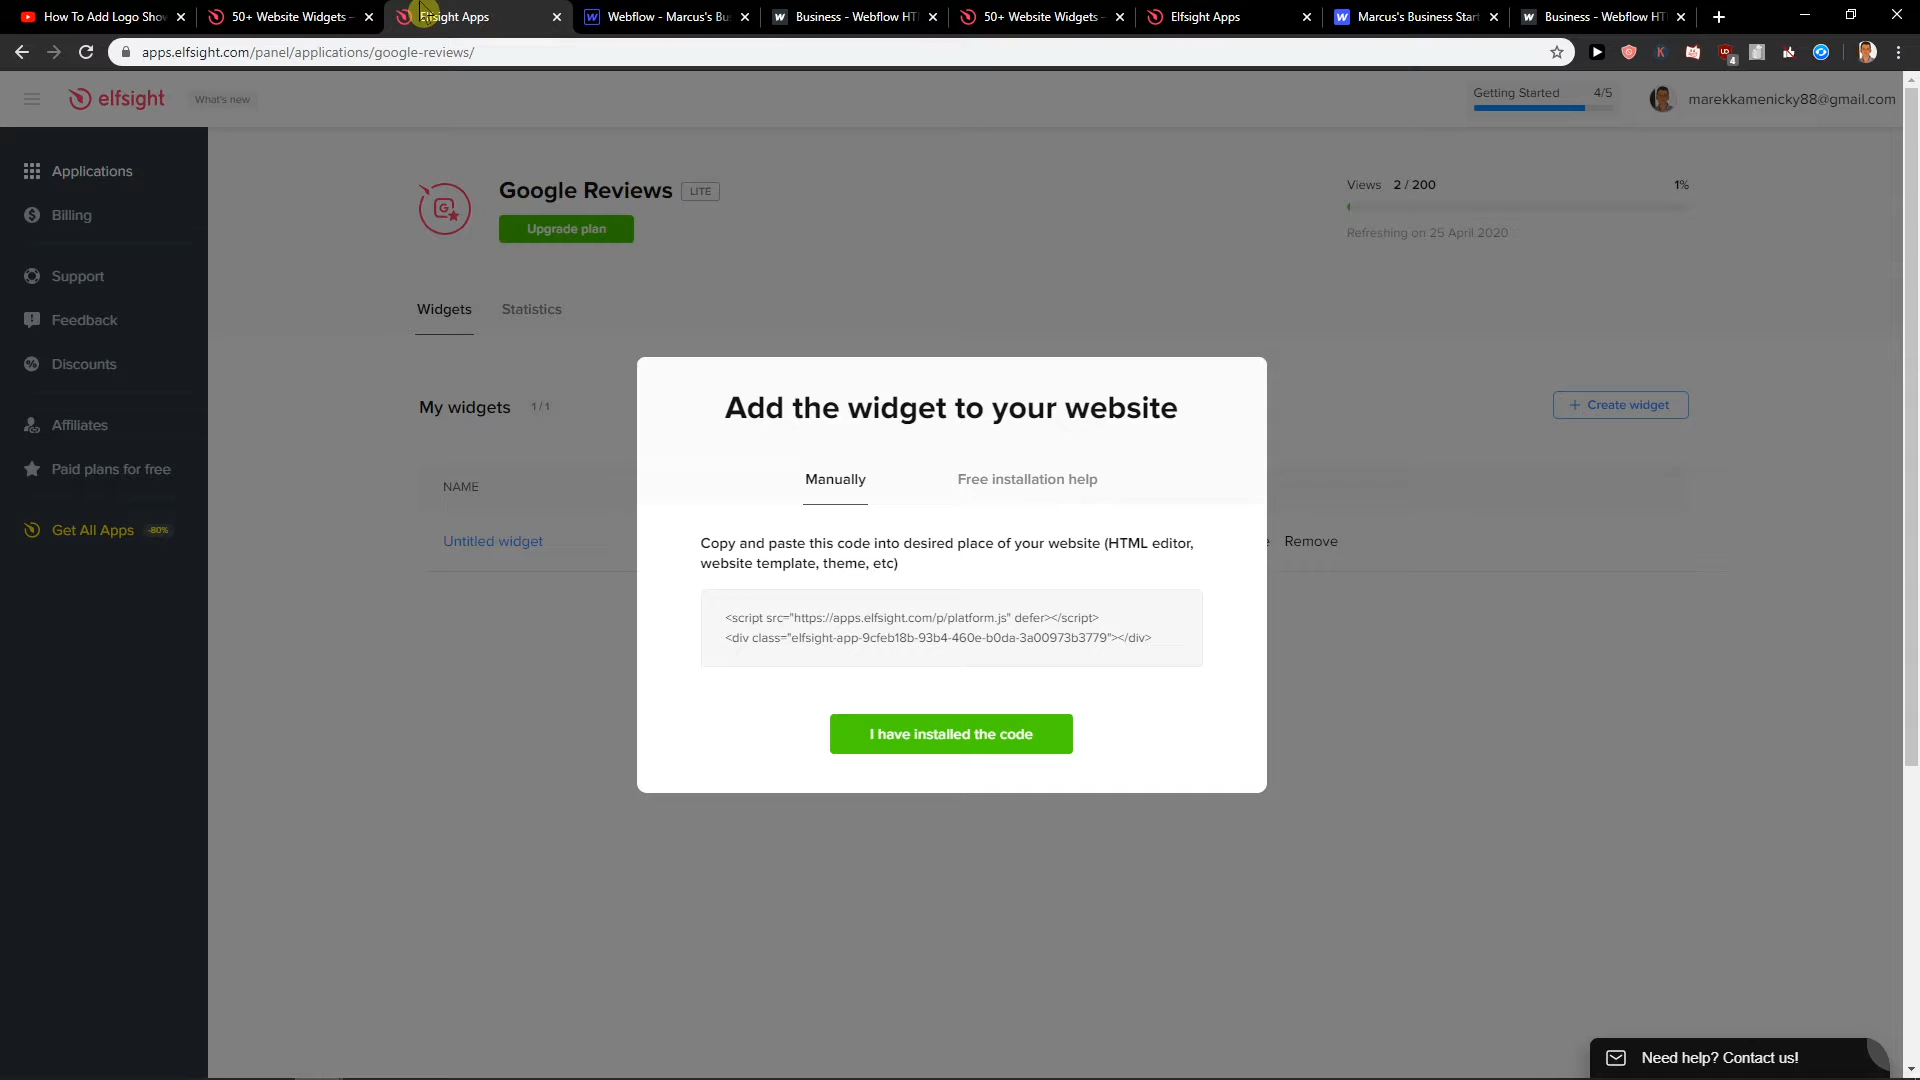 How To Add Logo Show
50+ Website Widgets -
Elfsight Apps
Webflow - Marcus's Bu
Business - Webflow HT
50+ Website Widgets -
Elfsight Apps
Marcus's Business Start
Business - Webflow HT
apps.elfsight.com/panel/applications/google-reviews/
4
elfsight
What's new
Getting Started 4/5
marekkamenicky88@gmail.com
Applications
Billing
Support
Feedback
Discounts
Affiliates
Paid plans for free
Get All Apps -80%
Google Reviews LITE
Upgrade plan
Views 2 / 200 1%
Refreshing on 25 April 2020
Widgets Statistics
My widgets 1 / 1
+ Create widget
NAME
Untitled widget
Remove
Add the widget to your website
Manually Free installation help
Copy and paste this code into desired place of your website (HTML editor,
website template, theme, etc)
<script src="https://apps.elfsight.com/p/platform.js" defer></script>
<div class="elfsight-app-9cfeb18b-93b4-460e-b0da-3a00973b3779"></div>
I have installed the code
Need help? Contact us!